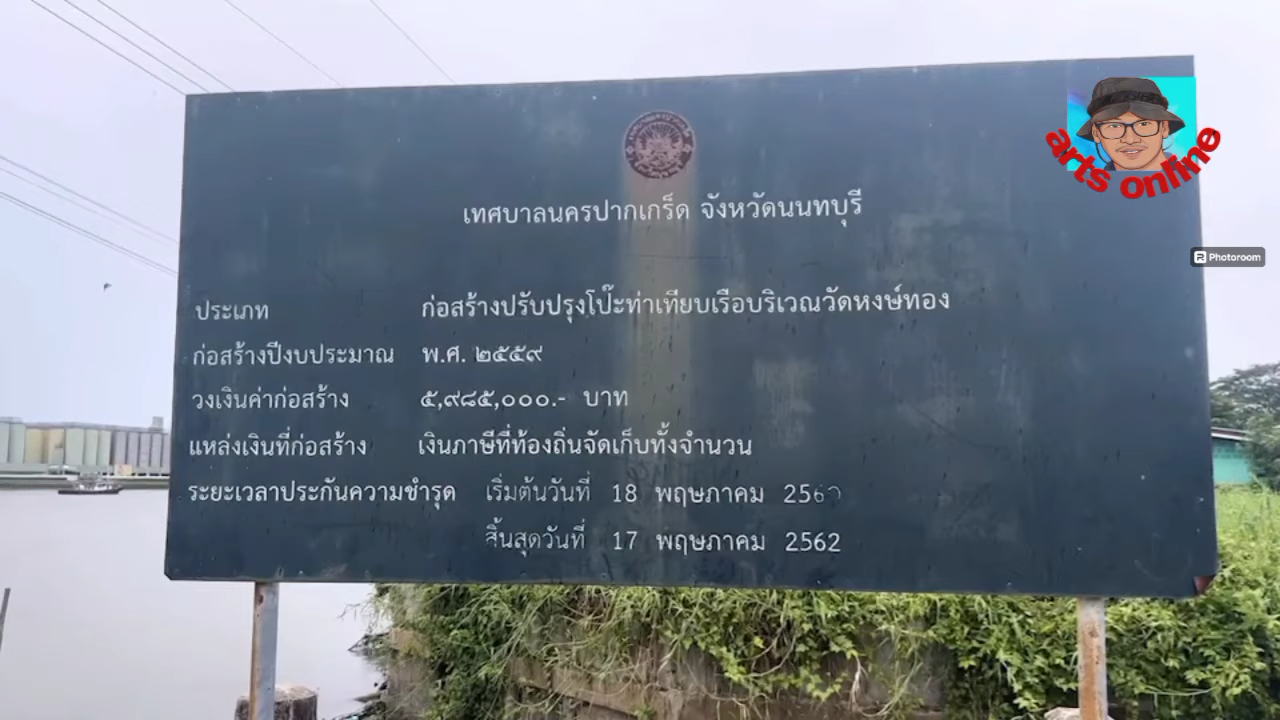 เทศบาลนครปากเกร็ด จังหวัดนนทบุรี
ประเภท ก่อสร้างปรับปรุงโป๊ะท่าเทียบเรือบริเวณวัดหงษ์ทอง
ก่อสร้างปีงบประมาณ พ.ศ. ๒๕๕๙
วงเงินค่าก่อสร้าง ๕,๙๘๕,๐๐๐.- บาท
แหล่งเงินที่ก่อสร้าง เงินภาษีที่ท้องถิ่นจัดเก็บทั้งจำนวน
ระยะเวลาประกันความชำรุด เริ่มต้นวันที่ 18 พฤษภาคม
สิ้นสุดวันที่ 17 พฤษภาคม 2562
arts online
Photoroom